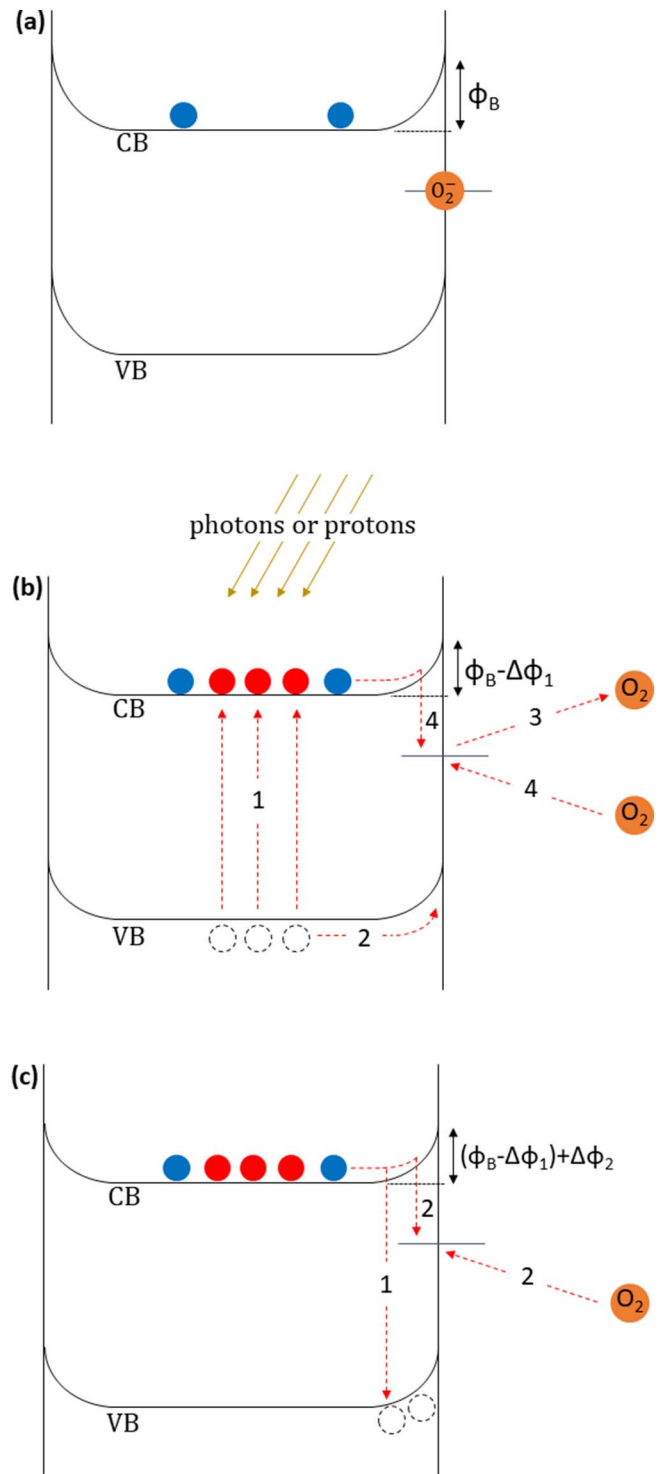 (a)
ϕB
CB
O2−
VB
photons or protons
(b)
ϕB-Δϕ1
O2
CB
4
3
1
4
O2
VB
2
(c)
(ϕB-Δϕ1)+Δϕ2
CB
2
1
2
O2
VB